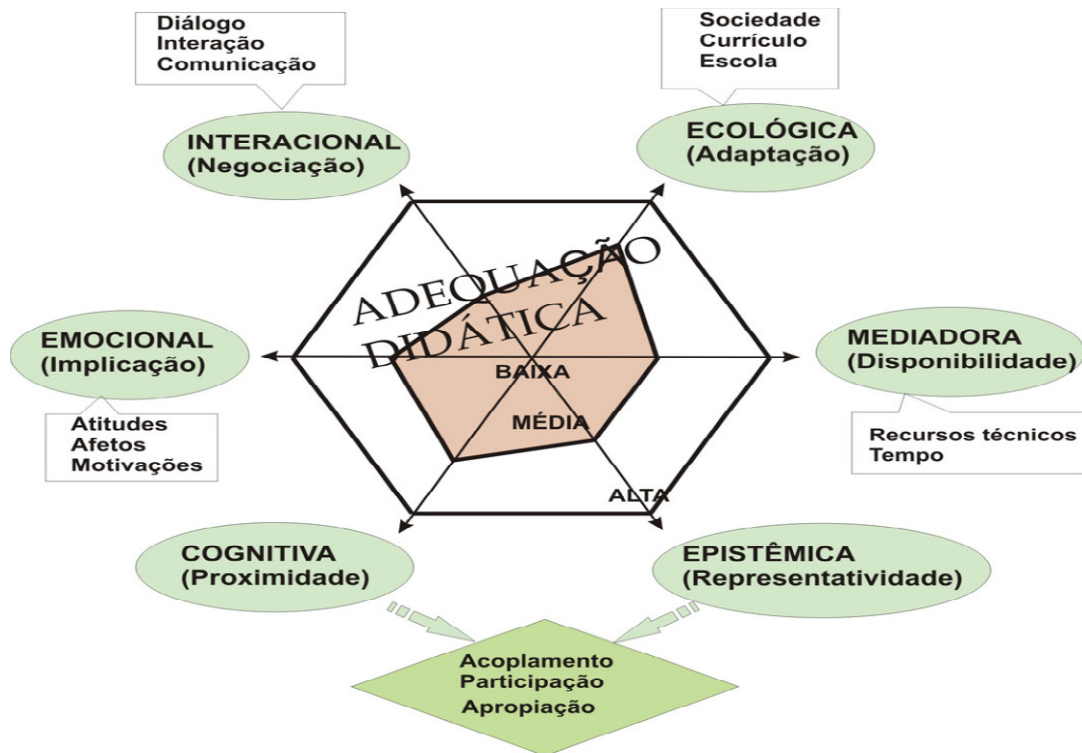 Diálogo
Interação
Comunicação
Sociedade
Currículo
Escola
INTERACIONAL
(Negociação)
ECOLÓGICA
(Adaptação)
ADEQUAÇÃO
DIDÁTICA
EMOCIONAL
(Implicação)
MEDIADORA
(Disponibilidade)
BAIXA
MÉDIA
ALTA
Atitudes
Afetos
Motivações
Recursos técnicos
Tempo
COGNITIVA
(Proximidade)
EPISTÊMICA
(Representatividade)
Acoplamento
Participação
Apropiação